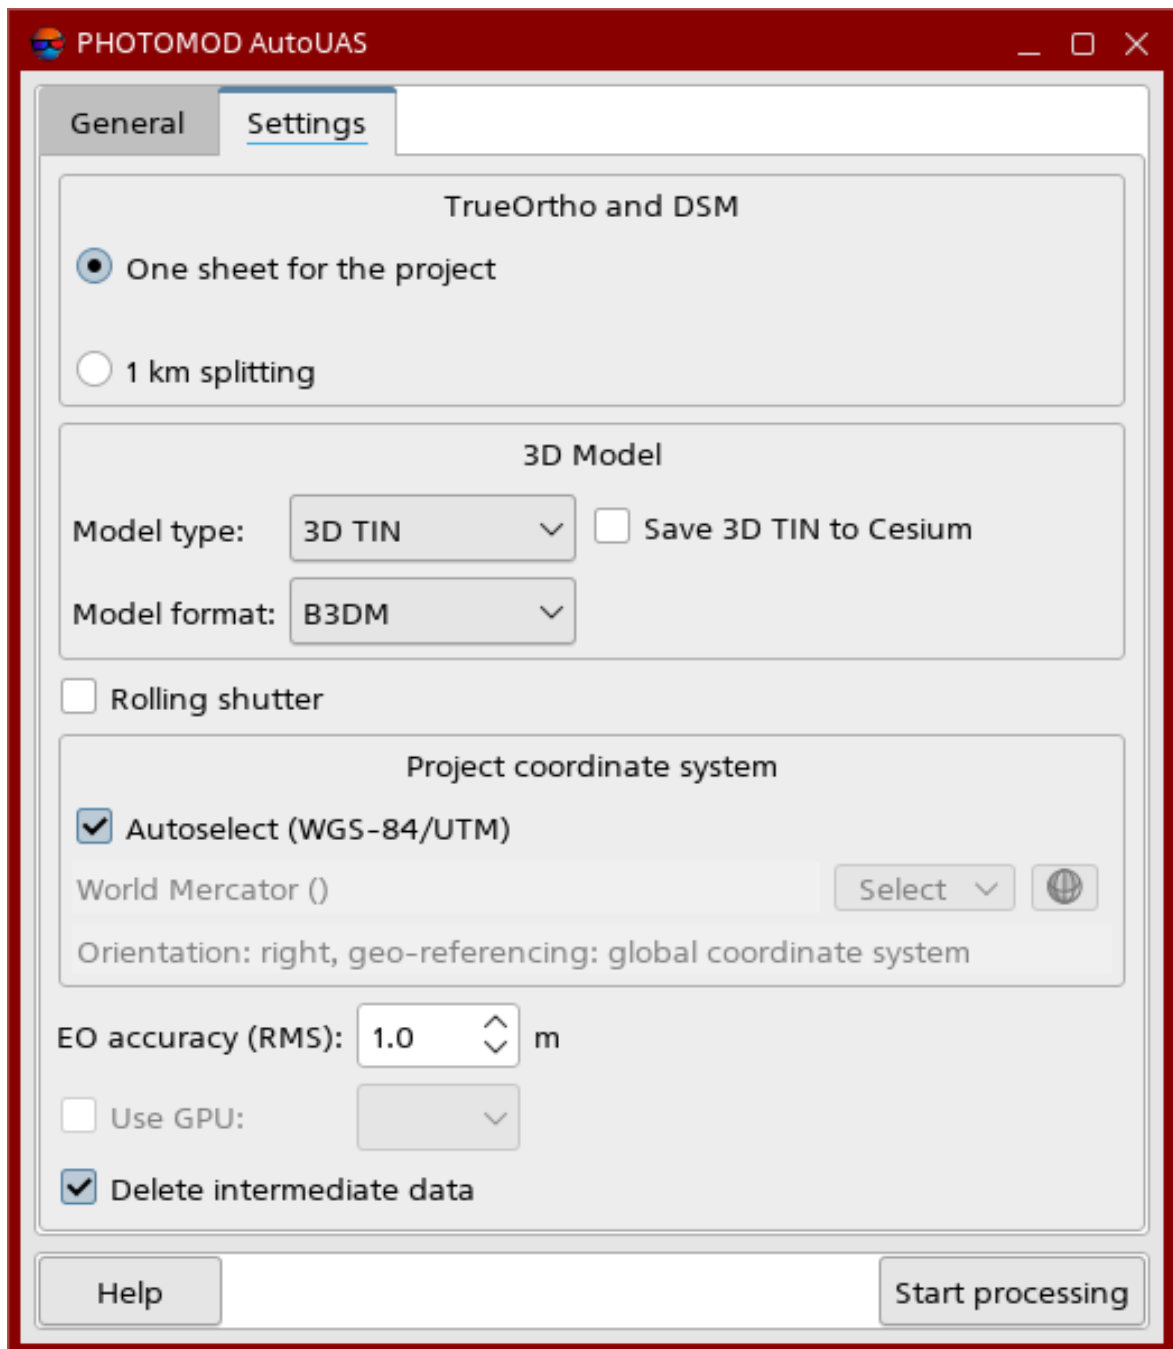 PHOTOMOD AutoUAS
General Settings
TrueOrtho and DSM
One sheet for the project
1 km splitting
3D Model
Model type: 3D TIN Save 3D TIN to Cesium
Model format: B3DM
Rolling shutter
Project coordinate system
Autoselect (WGS-84/UTM)
World Mercator () Select
Orientation: right, geo-referencing: global coordinate system
EO accuracy (RMS): 1.0 m
Use GPU:
Delete intermediate data
Help Start processing